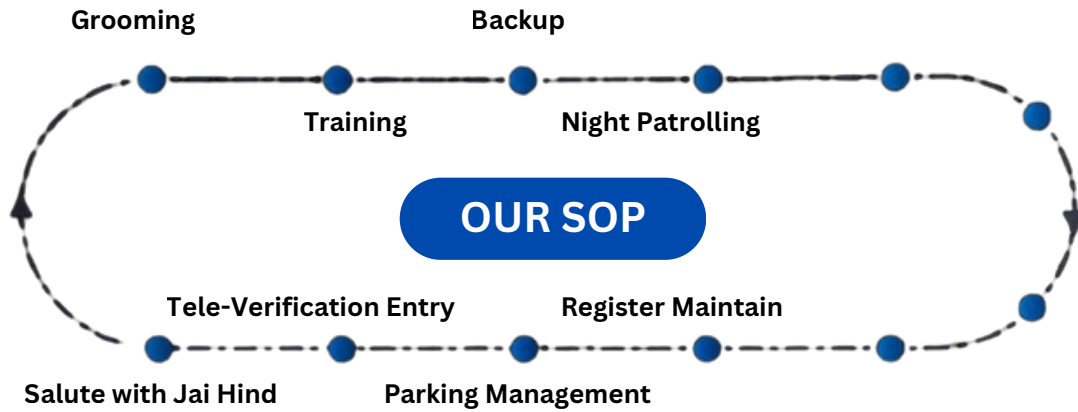 Grooming
Backup
Training
Night Patrolling
OUR SOP
Tele-Verification Entry
Register Maintain
Salute with Jai Hind
Parking Management